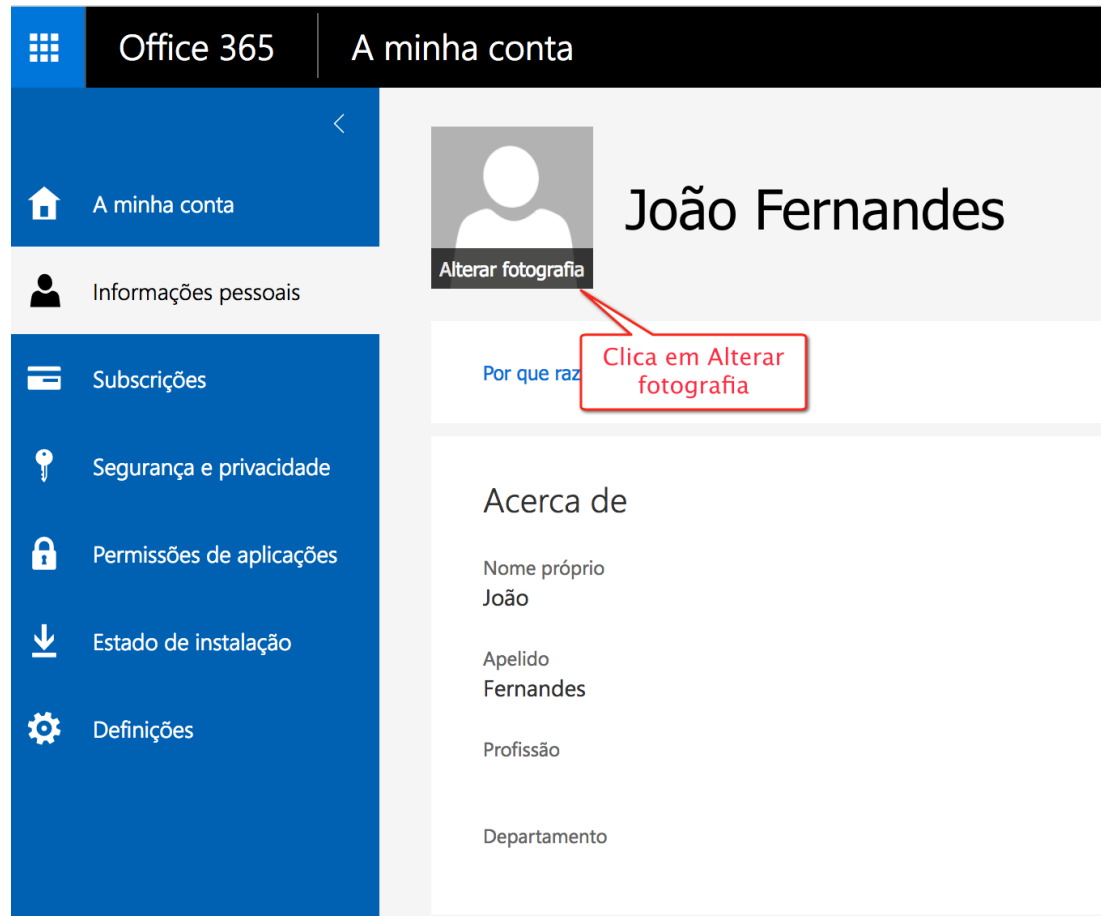 Office 365
A minha conta
A minha conta
Informações pessoais
Subscrições
Segurança e privacidade
Permissões de aplicações
Estado de instalação
Definições
João Fernandes
Alterar fotografia
Clica em Alterar
fotografia
Por que
Acerca de
Nome próprio
João
Apelido
Fernandes
Profissão
Departamento